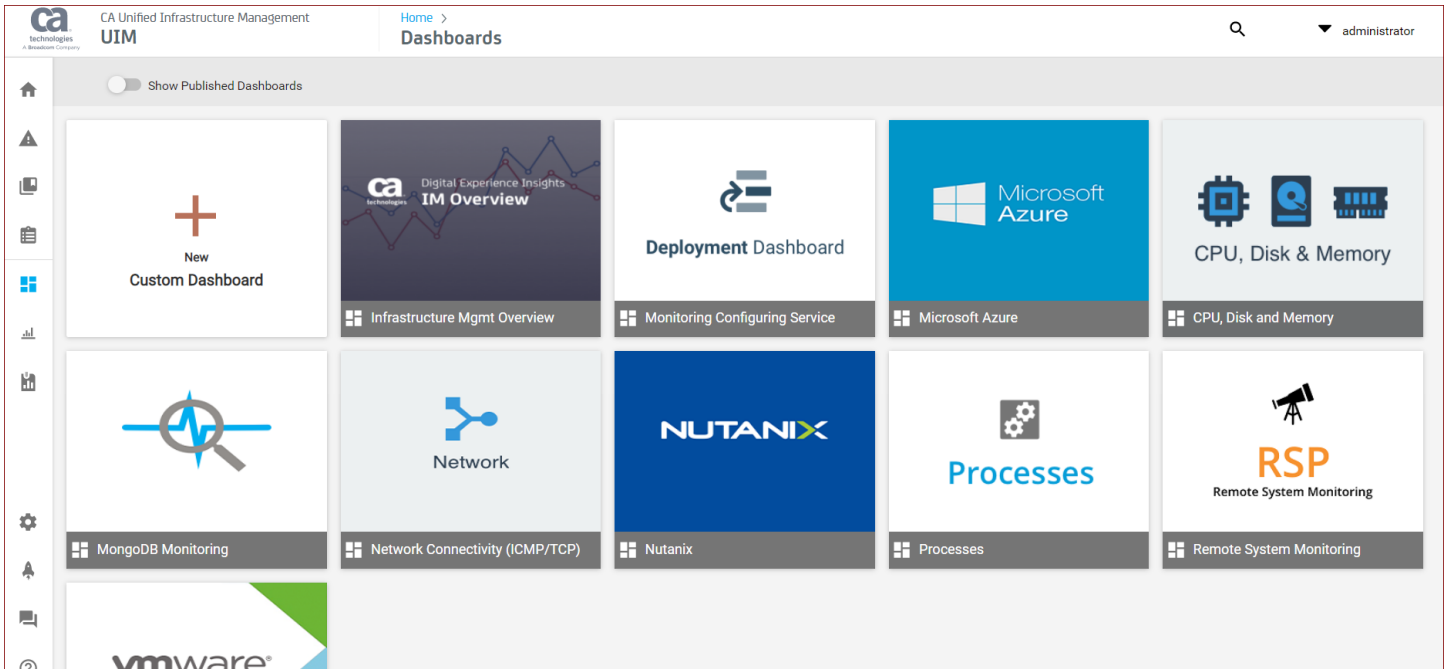 ca
technologies
A Broadcom Company
CA Unified Infrastructure Management
UIM
Home >
Dashboards
administrator
Show Published Dashboards
New
Custom Dashboard
ca
technologies
Digital Experience Insights
IM Overview
Infrastructure Mgmt Overview
Deployment Dashboard
Monitoring Configuring Service
Microsoft
Azure
Microsoft Azure
CPU, Disk & Memory
CPU, Disk and Memory
MongoDB Monitoring
Network
Network Connectivity (ICMP/TCP)
NUTANIX
Nutanix
Processes
Processes
RSP
Remote System Monitoring
Remote System Monitoring
vmware®